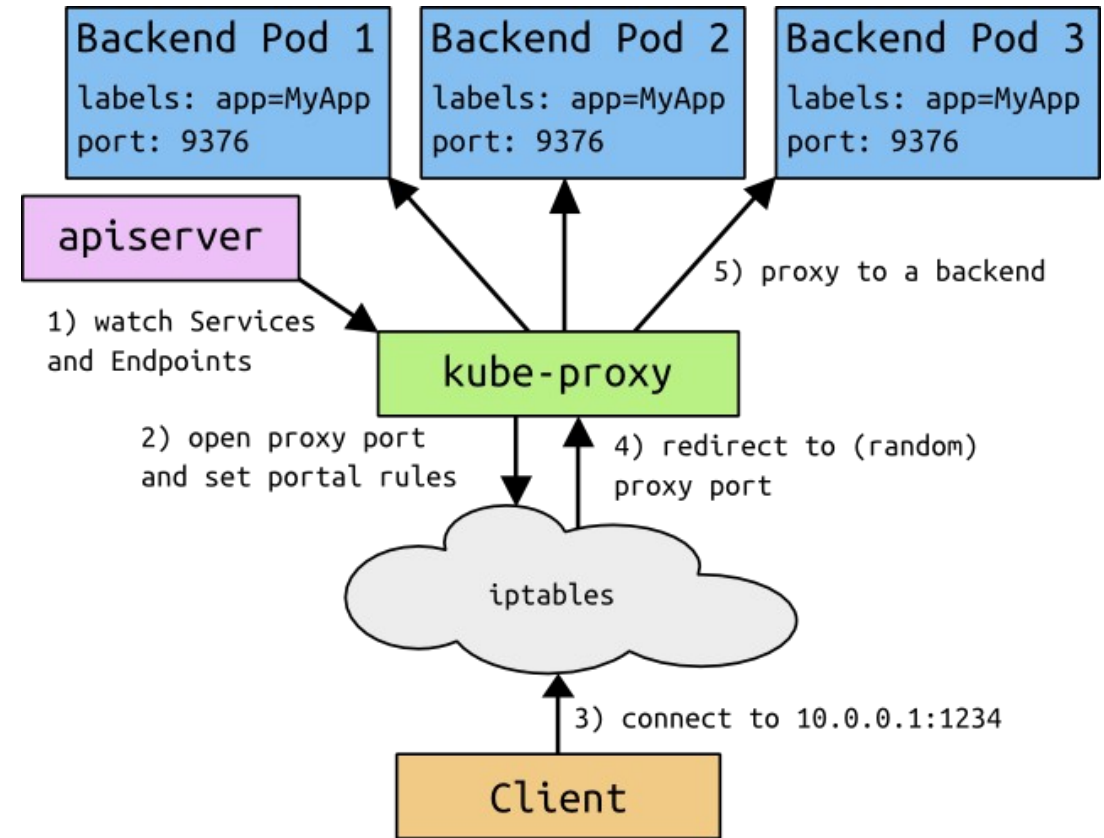 Backend Pod 1
labels: app=MyApp
port: 9376
Backend Pod 2
labels: app=MyApp
port: 9376
Backend Pod 3
labels: app=MyApp
port: 9376
apiserver
5) proxy to a backend
1) watch Services
and Endpoints
kube-proxy
2) open proxy port
and set portal rules
4) redirect to (random)
proxy port
iptables
3) connect to 10.0.0.1:1234
Client